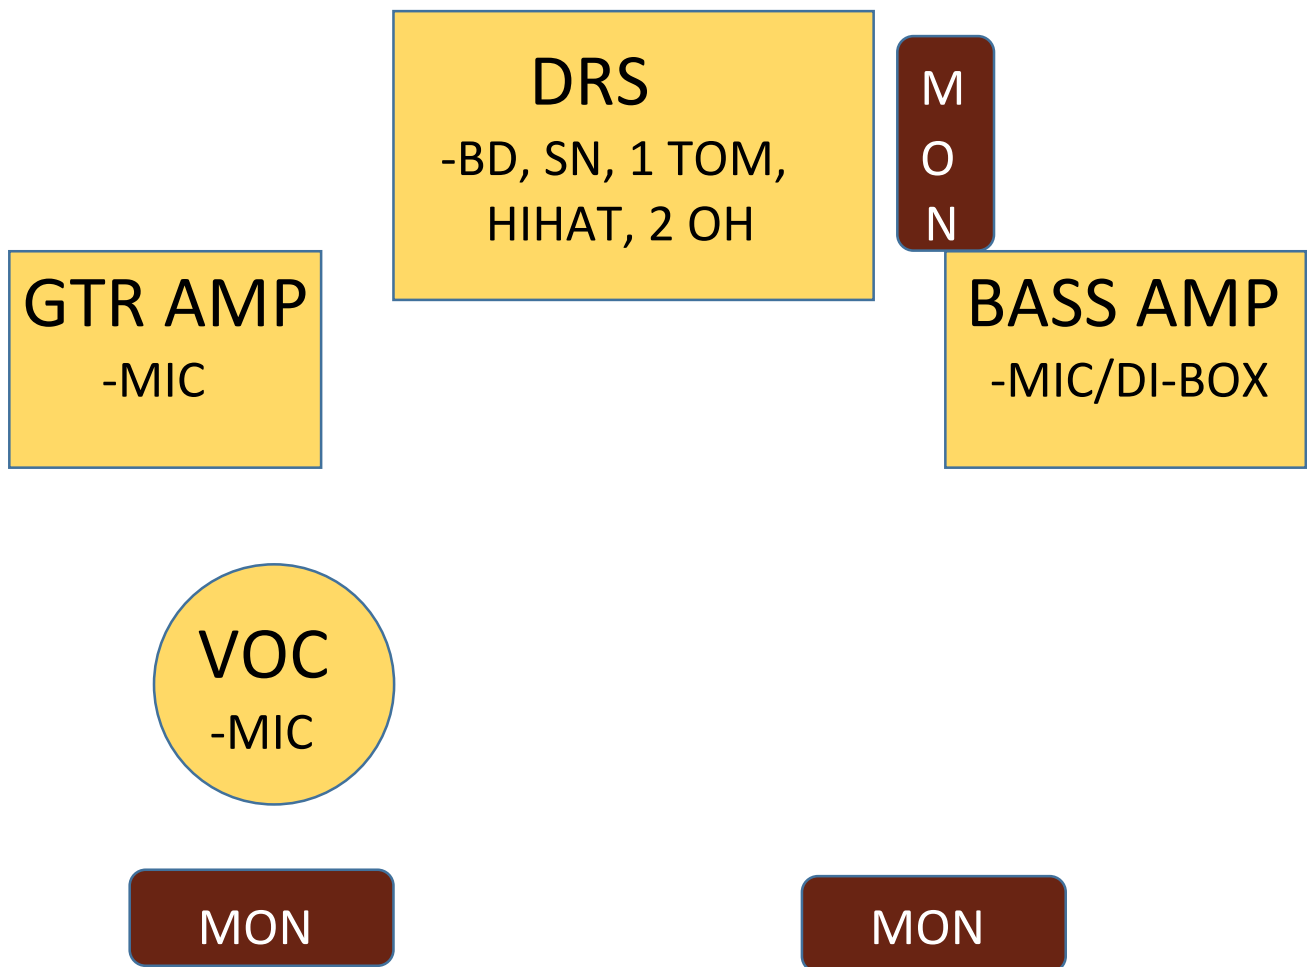 DRS
-BD, SN, 1 TOM,
HIHAT, 2 OH
M
O
N
GTR AMP
-MIC
BASS AMP
-MIC/DI-BOX
VOC
-MIC
MON
MON